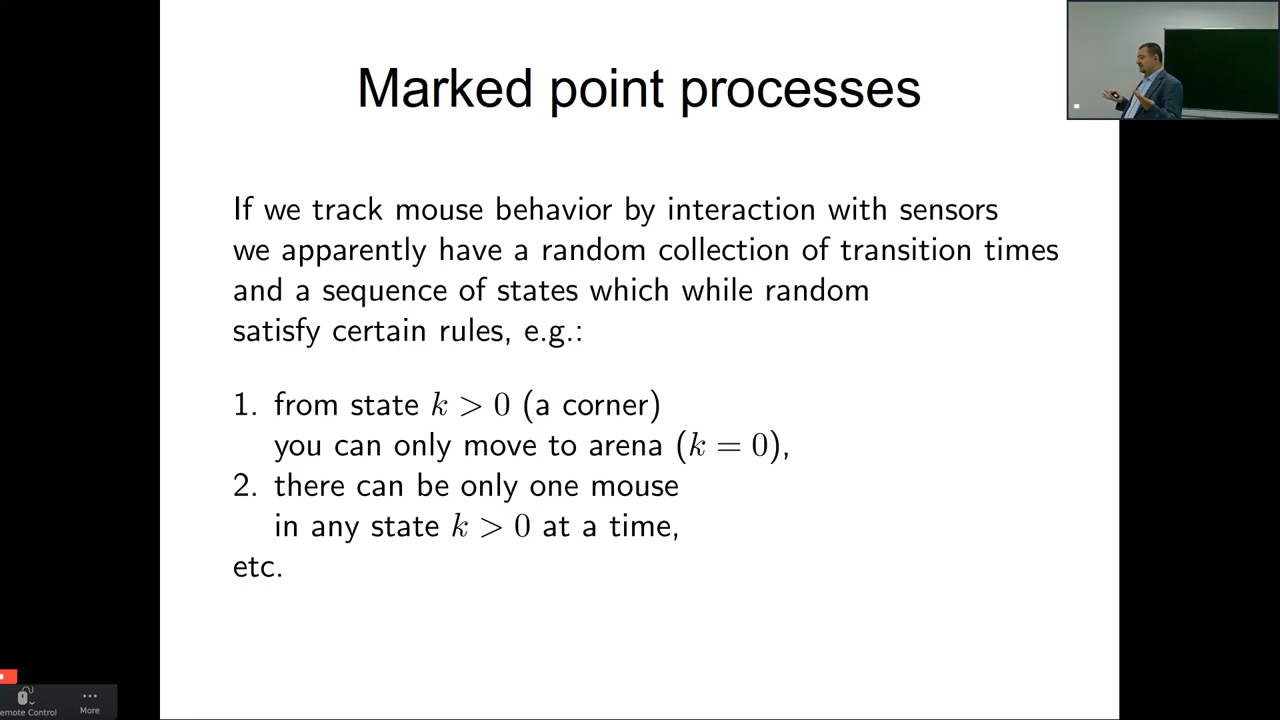 Marked point processes
If we track mouse behavior by interaction with sensors
we apparently have a random collection of transition times
and a sequence of states which while random
satisfy certain rules, e.g.:
1. from state k > 0 (a corner)
you can only move to arena (k = 0),
2. there can be only one mouse
in any state k > 0 at a time,
etc.
emote Control
More